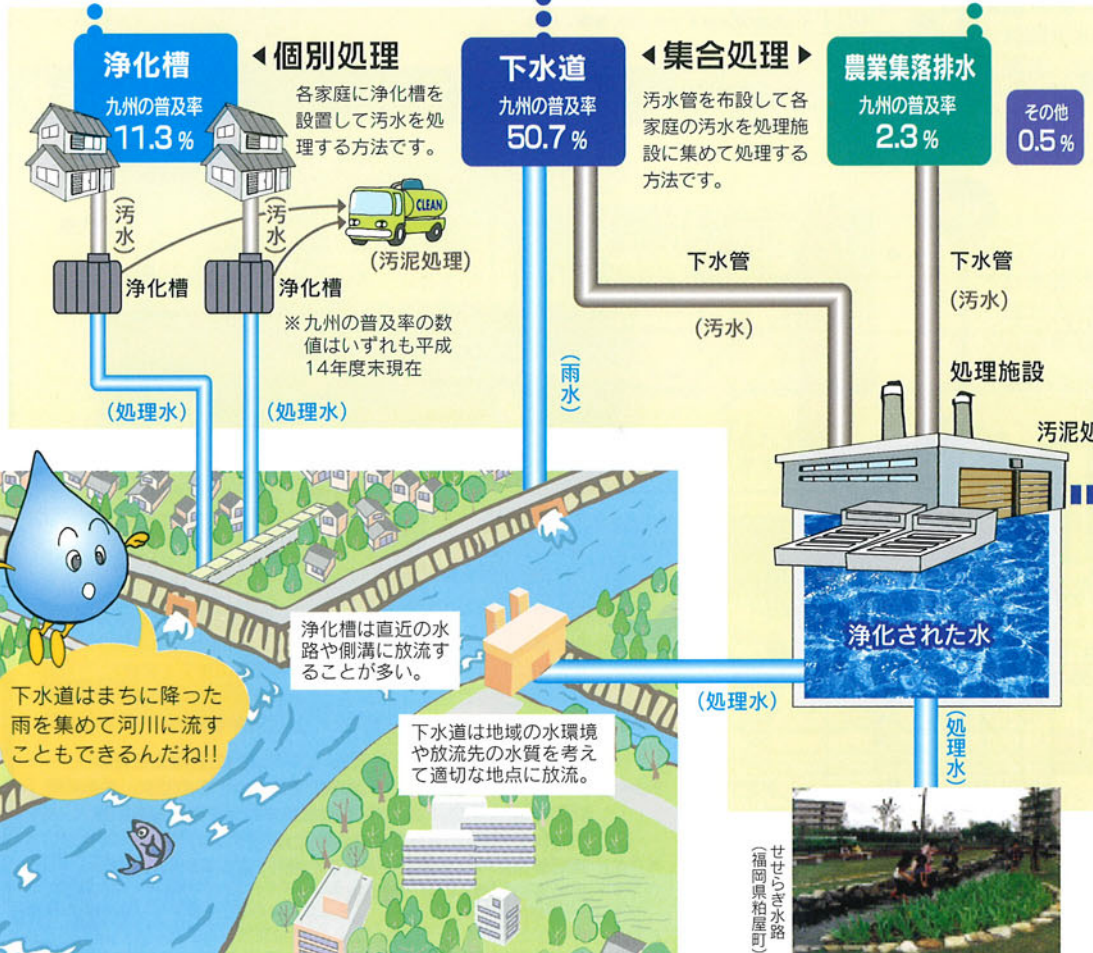 浄化槽
九州の普及率
11.3%
◀個別処理
各家庭に浄化槽を
設置して汚水を処
理する方法です。
下水道
九州の普及率
50.7%
◀集合処理▶
汚水管を布設して各
家庭の汚水を処理施
設に集めて処理する
方法です。
農業集落排水
九州の普及率
2.3%
その他
0.5%
(汚水)
(汚水)
CLEAN
(汚泥処理)
浄化槽
浄化槽
※九州の普及率の数
値はいずれも平成
14年度末現在
(処理水)
(処理水)
(雨水)
下水管
(汚水)
下水管
(汚水)
処理施設
汚泥処
浄化された水
浄化槽は直近の水
路や側溝に放流す
ることが多い。
(処理水)
(処理水)
下水道はまちに降った
雨を集めて河川に流す
こともできるんだね!!
下水道は地域の水環境
や放流先の水質を考え
て適切な地点に放流。
せせらぎ水路
(福岡県粕屋町)